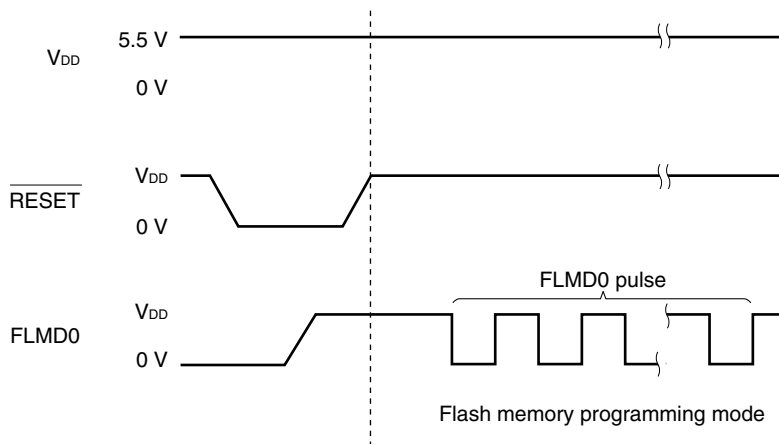 5.5 V
VDD
0 V
VDD
RESET
0 V
FLMD0 pulse
VDD
FLMD0
0 V
Flash memory programming mode